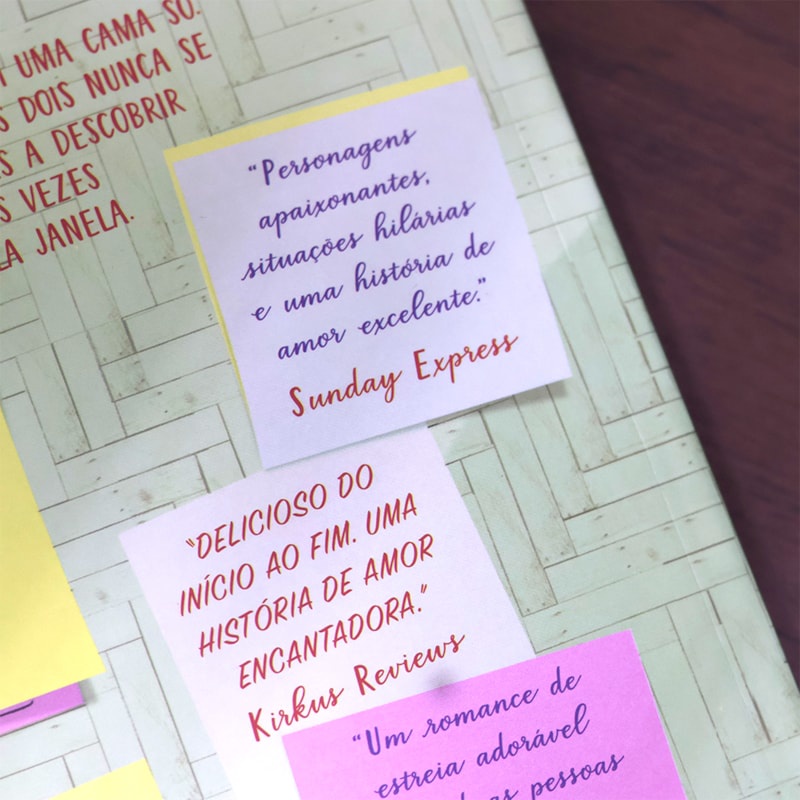 UMA CAMA SÓ.
DOIS NUNCA SE
A DESCOBRIR
VEZES
JANELA.
“Personagens
apaixonantes,
situações hilárias
e uma história de
amor excelente.”
Sunday Express
“DELICIOSO DO
INÍCIO AO FIM. UMA
HISTÓRIA DE AMOR
ENCANTADORA.”
Kirkus Reviews
“Um romance de
estreia adorável
pessoas